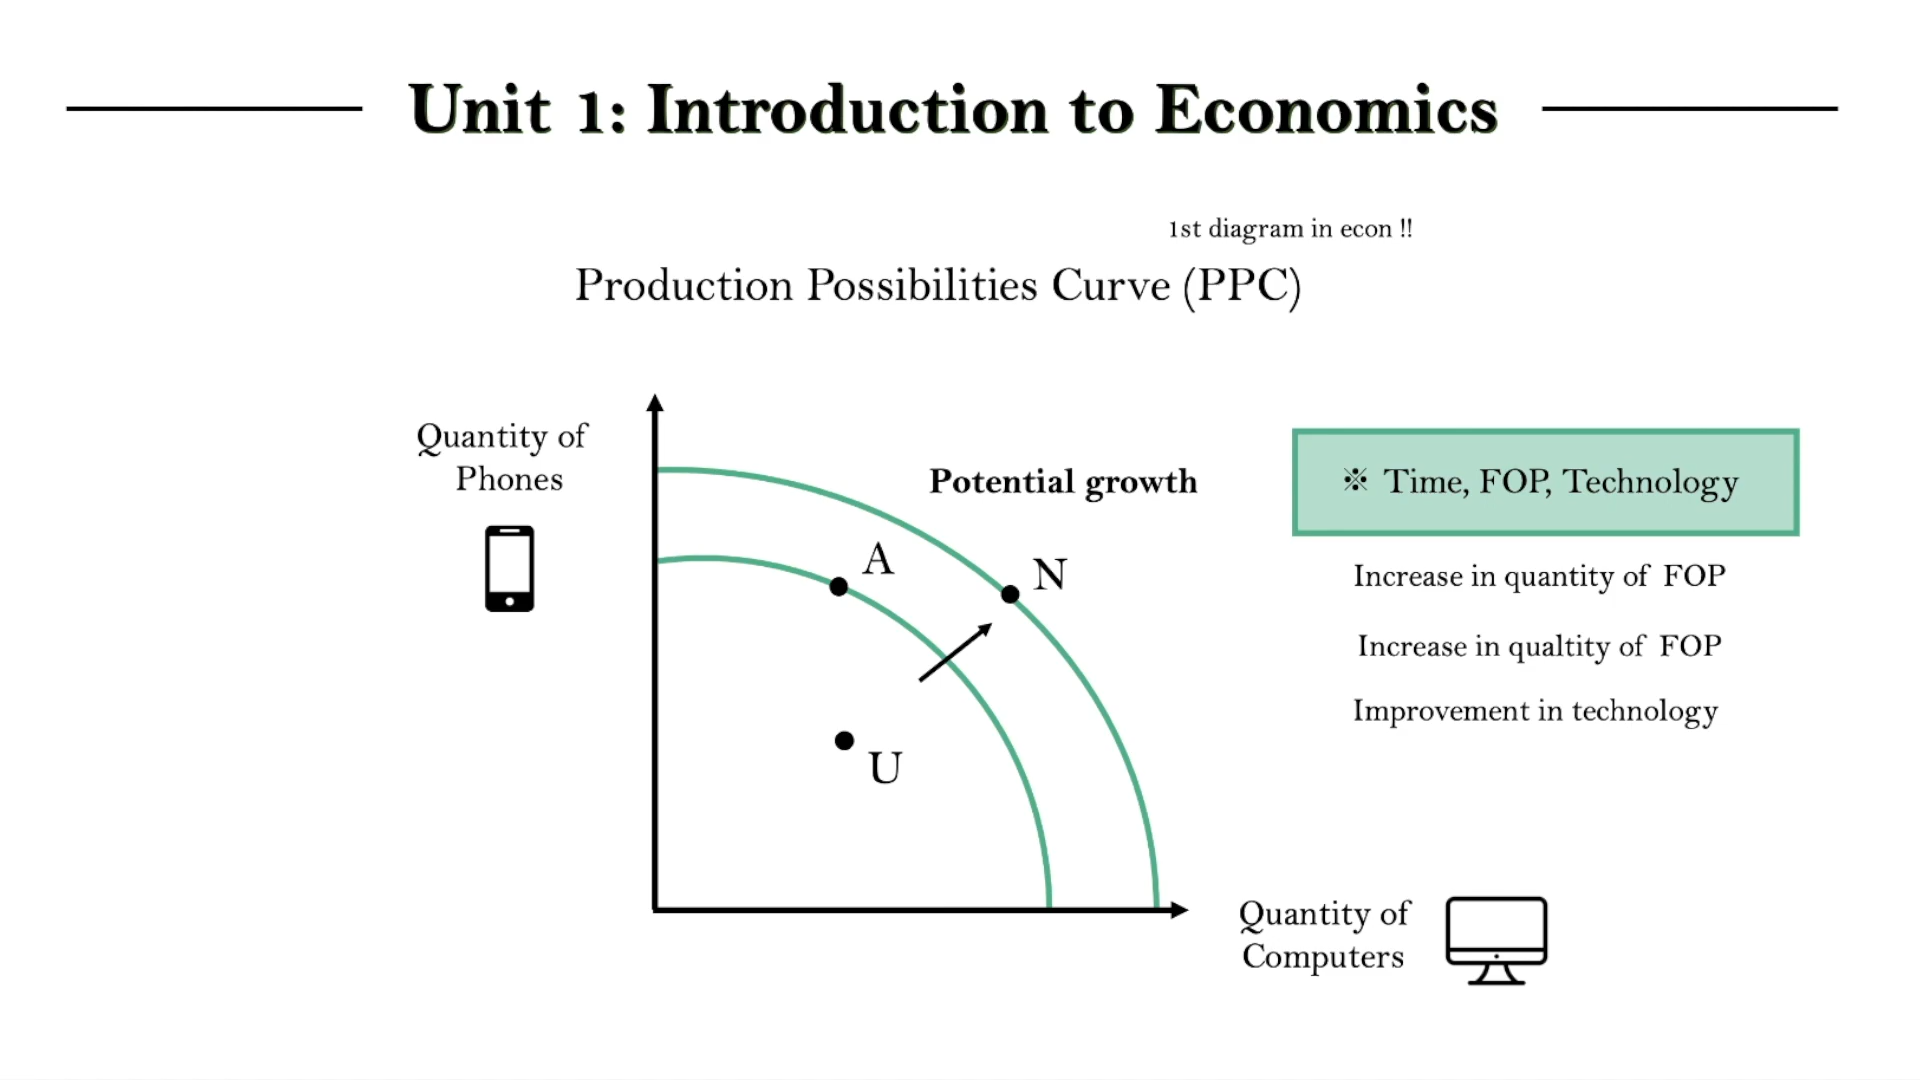 Unit 1: Introduction to Economics
1st diagram in econ !!
Production Possibilities Curve (PPC)
Quantity of
Phones
Potential growth
※ Time, FOP, Technology
A
N
Increase in quantity of FOP
Increase in qualtity of FOP
Improvement in technology
U
Quantity of
Computers